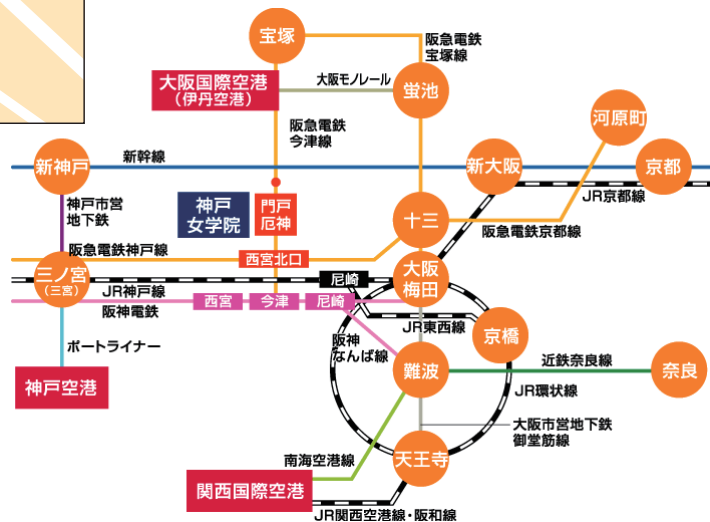 宝塚
阪急電鉄
宝塚線
大阪国際空港
（伊丹空港）
大阪モノレール
蛍池
阪急電鉄
今津線
河原町
新神戸
新幹線
新大阪
京都
JR京都線
神戸市営
地下鉄
神戸
女学院
門戸
厄神
十三
阪急電鉄京都線
阪急電鉄神戸線
西宮北口
三ノ宮
（三宮）
尼崎
大阪
梅田
JR神戸線
阪神電鉄
西宮
今津
尼崎
JR東西線
京橋
ポートライナー
阪神
なんば線
難波
近鉄奈良線
奈良
神戸空港
JR環状線
大阪市営地下鉄
御堂筋線
南海空港線
天王寺
関西国際空港
JR関西空港線・阪和線